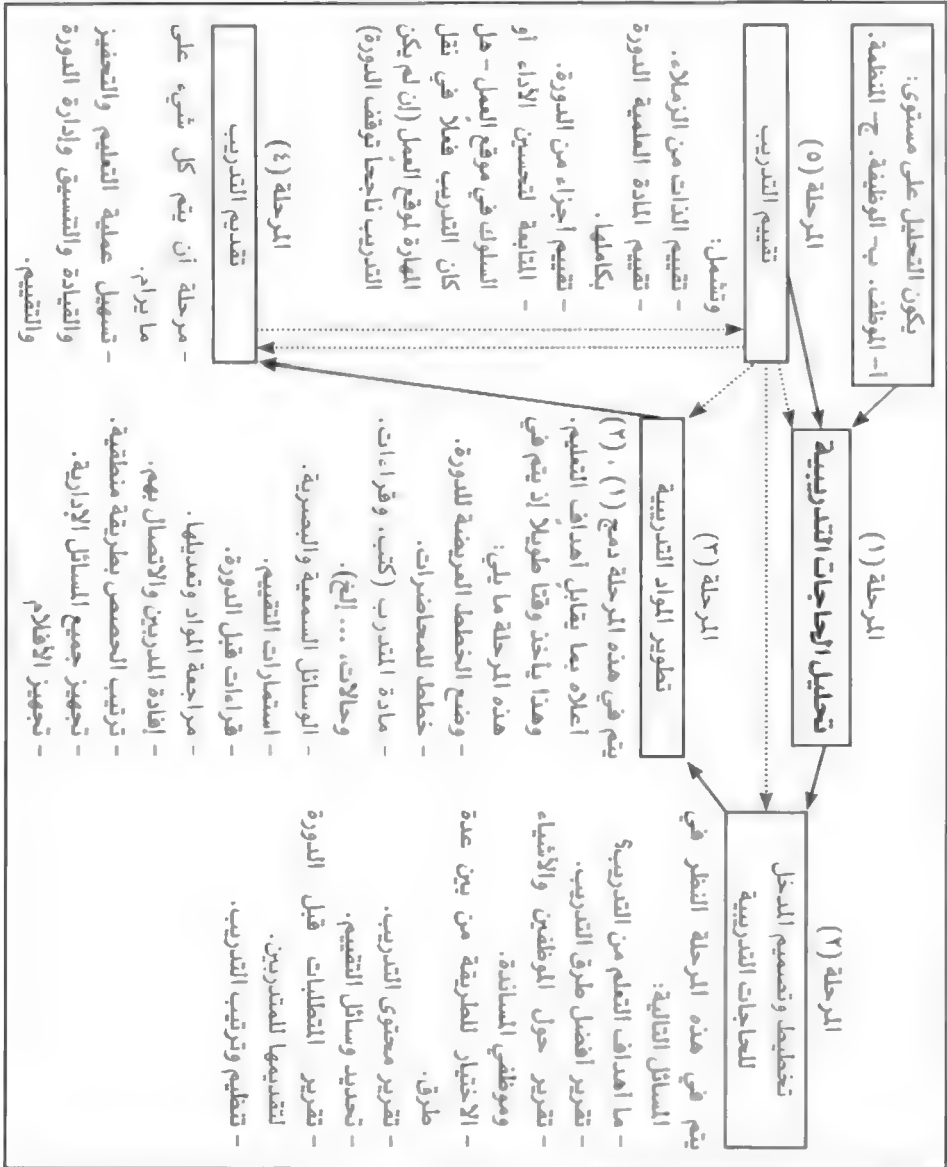 المرحلة (١)
تحليل الحاجات التدريبية
يكون التحليل على مستوى:
أ- الموظف. ب- الوظيفة. ج- المنظمة.
المرحلة (٢)
تخطيط وتصميم المدخل
للحاجات التدريبية
يتم في هذه المرحلة النظر في
المسائل التالية:
- ما أهداف التعلم من التدريب؟
- تقرير أفضل طرق التدريب.
- تقرير حول الموظفين والأشياء
وموظفي المساندة.
- الاختيار للطريقة من بين عدة
طرق.
- تقرير محتوى التدريب.
- تحديد وسائل التقييم.
- تقرير المتطلبات قبل الدورة
لتقديمها للمتدربين.
- تنظيم وترتيب التدريب.
المرحلة (٣)
تطوير المواد التدريبية
يتم في هذه المرحلة دمج (١) ، (٢)
أعلاه بما يقابل أهداف التعليم.
وهذا يأخذ وقتاً طويلاً إذ يتم في
هذه المرحلة ما يلي:
- وضع الخطط العريضة للدورة.
- خطط للمحاضرات.
- مادة المتدرب (كتب، وقراءات،
وحالات، ... إلخ).
- الوسائل السمعية والبصرية.
- استمارات التقييم.
- قراءات قبل الدورة.
- مراجعة المواد وتعديلها.
- إفادة المدربين والاتصال بهم.
- ترتيب الحصص بطريقة منطقية.
- تجهيز جميع المسائل الإدارية.
- تجهيز الأفلام
المرحلة (٤)
تقديم التدريب
- مرحلة أن يتم كل شيء على
ما يرام.
- تسهيل عملية التعليم والتحفيز
والقيادة والتنسيق وإدارة الدورة
والتقييم.
المرحلة (٥)
تقييم التدريب
وتشمل:
- تقييم الذات من الزملاء.
- تقييم المادة العلمية الدورة
بكاملها.
- تقييم أجزاء من الدورة.
- المتابعة لتحسين الأداء أو
السلوك في موقع العمل - هل
كان التدريب فعلاً في نقل
المهارة لموقع العمل (إن لم يكن
التدريب ناجحاً توقف الدورة)